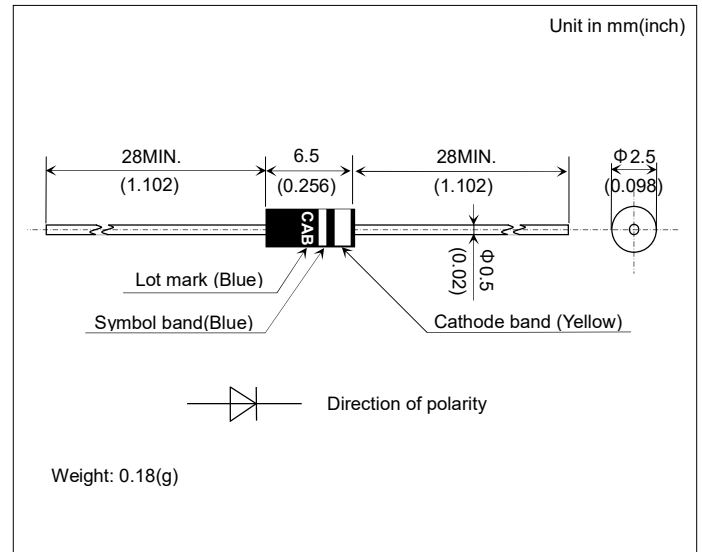 Unit in mm(inch)
28MIN. 6.5 28MIN. Φ2.5
(1.102) (0.256) (1.102) (0.098)
CAB
Φ0.5
(0.02)
Lot mark (Blue)
Symbol band(Blue) Cathode band (Yellow)
Direction of polarity
Weight: 0.18(g)